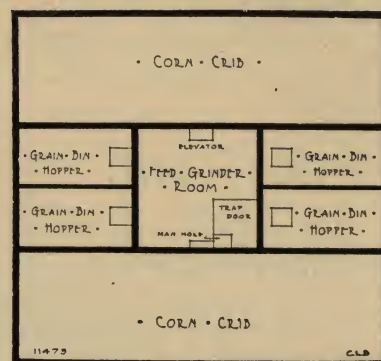 · CORN · CRIB ·
ELEVATOR
· GRAIN · BIN ·
HOPPER ·
· FEED · GRINDER ·
ROOM ·
· GRAIN · BIN ·
HOPPER ·
· GRAIN · BIN ·
HOPPER ·
TRAP
DOOR
MAN HOLE
· GRAIN · BIN ·
HOPPER ·
· CORN · CRIB
11473
CLB